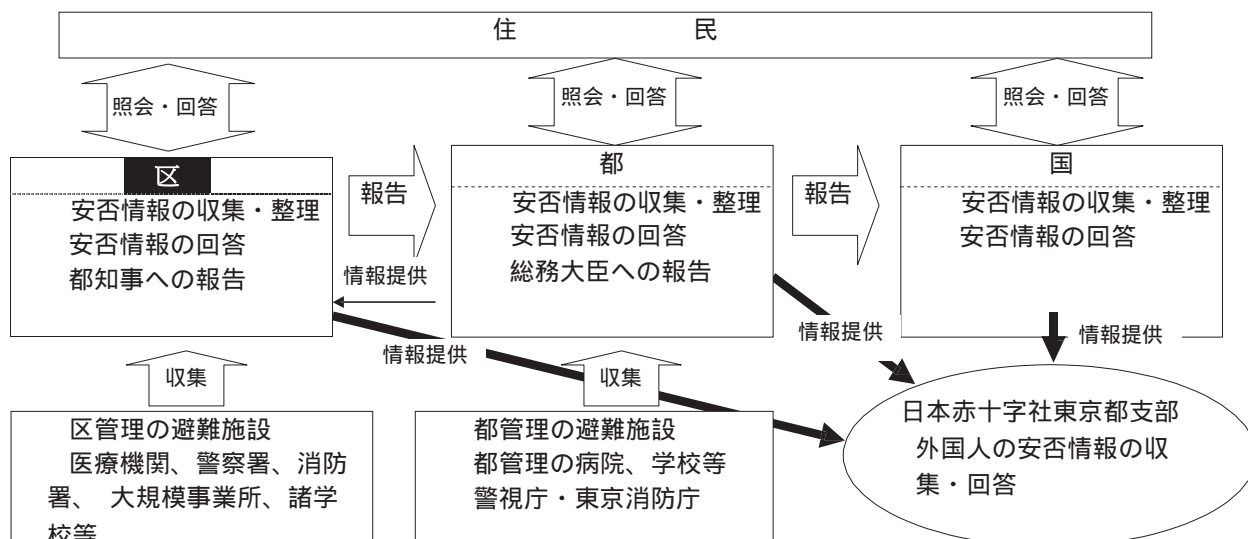 住 民
照会・回答
照会・回答
照会・回答
区
安否情報の収集・整理
安否情報の回答
都知事への報告
報告
情報提供
都
安否情報の収集・整理
安否情報の回答
総務大臣への報告
報告
国
安否情報の収集・整理
安否情報の回答
情報提供
情報提供
情報提供
収集
収集
区管理の避難施設
医療機関、警察署、消防
署、 大規模事業所、諸学
校等
都管理の避難施設
都管理の病院、学校等
警視庁・東京消防庁
日本赤十字社東京都支部
外国人の安否情報の収
集・回答